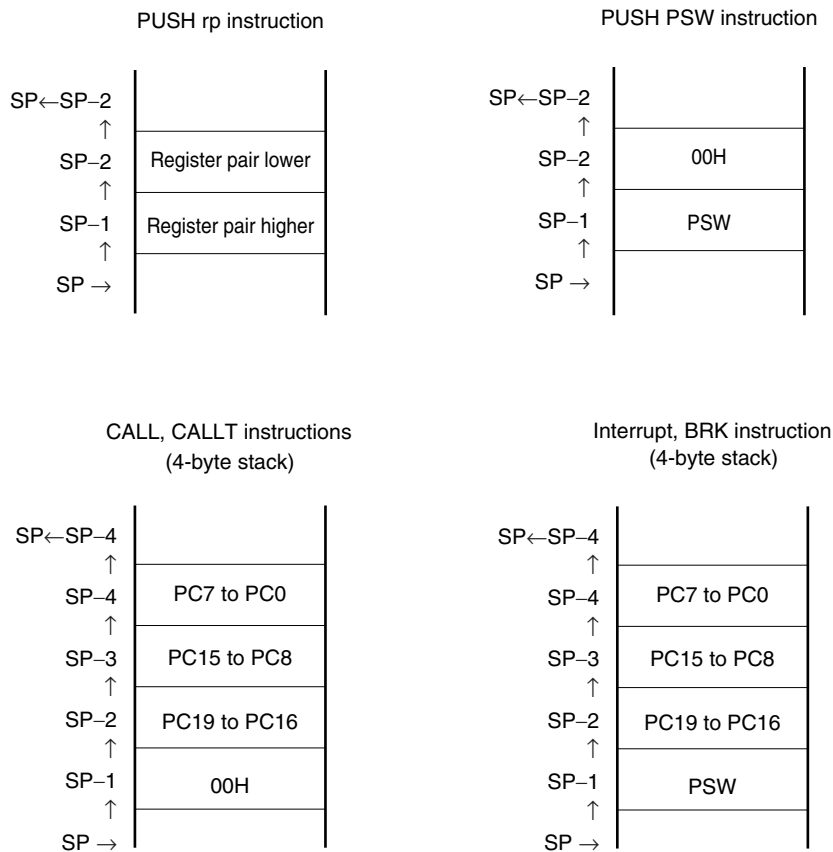 PUSH rp instruction
SP←SP–2
↑
SP–2
Register pair lower
↑
SP–1
Register pair higher
↑
SP →
PUSH PSW instruction
SP←SP–2
↑
SP–2
00H
↑
SP–1
PSW
↑
SP →
CALL, CALLT instructions
(4-byte stack)
SP←SP–4
↑
SP–4
PC7 to PC0
↑
SP–3
PC15 to PC8
↑
SP–2
PC19 to PC16
↑
SP–1
00H
↑
SP →
Interrupt, BRK instruction
(4-byte stack)
SP←SP–4
↑
SP–4
PC7 to PC0
↑
SP–3
PC15 to PC8
↑
SP–2
PC19 to PC16
↑
SP–1
PSW
↑
SP →